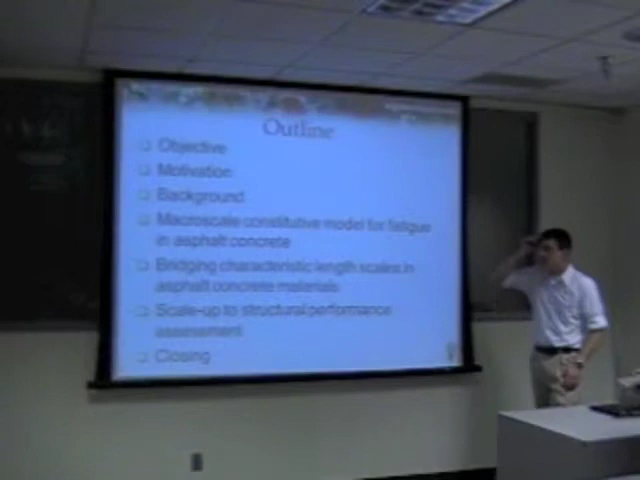 Outline
Objective
Motivation
Background
Macroscale constitutive model for fatigue
in asphalt concrete
Bridging characteristic length scales in
asphalt concrete materials
Scale-up to structural performance
assessment
Closing